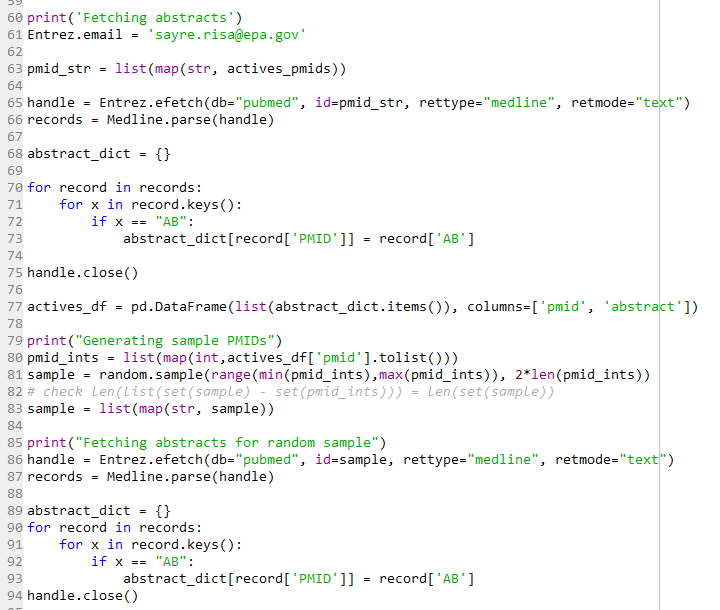 59
60 print('Fetching abstracts')
61 Entrez.email = 'sayre.risa@epa.gov'
62
63 pmid_str = list(map(str, actives_pmids))
64
65 handle = Entrez.efetch(db="pubmed", id=pmid_str, rettype="medline", retmode="text")
66 records = Medline.parse(handle)
67
68 abstract_dict = {}
69
70 for record in records:
71     for x in record.keys():
72         if x == "AB":
73             abstract_dict[record['PMID']] = record['AB']
74
75 handle.close()
76
77 actives_df = pd.DataFrame(list(abstract_dict.items()), columns=['pmid', 'abstract'])
78
79 print("Generating sample PMIDs")
80 pmid_ints = list(map(int,actives_df['pmid'].tolist()))
81 sample = random.sample(range(min(pmid_ints),max(pmid_ints)), 2*len(pmid_ints))
82 # check len(list(set(sample) - set(pmid_ints))) = len(set(sample))
83 sample = list(map(str, sample))
84
85 print("Fetching abstracts for random sample")
86 handle = Entrez.efetch(db="pubmed", id=sample, rettype="medline", retmode="text")
87 records = Medline.parse(handle)
88
89 abstract_dict = {}
90 for record in records:
91     for x in record.keys():
92         if x == "AB":
93             abstract_dict[record['PMID']] = record['AB']
94 handle.close()